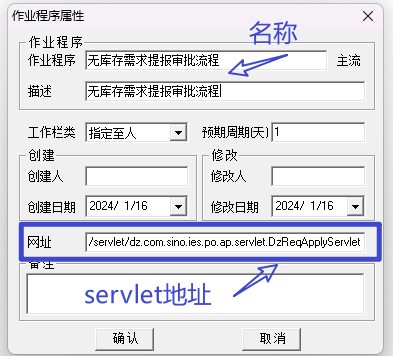 作业程序属性
名称
作业程序
作业程序 无库存需求提报审批流程 主流
描述 无库存需求提报审批流程
工作栏类 指定至人 预期周期(天) 1
创建 修改
创建人 修改人
创建日期 2024/ 1/16 修改日期 2024/ 1/16
网址 /servlet/dz.com.sino.ies.po.ap.servlet.DzReqApplyServlet
备注
servlet地址
确认 取消